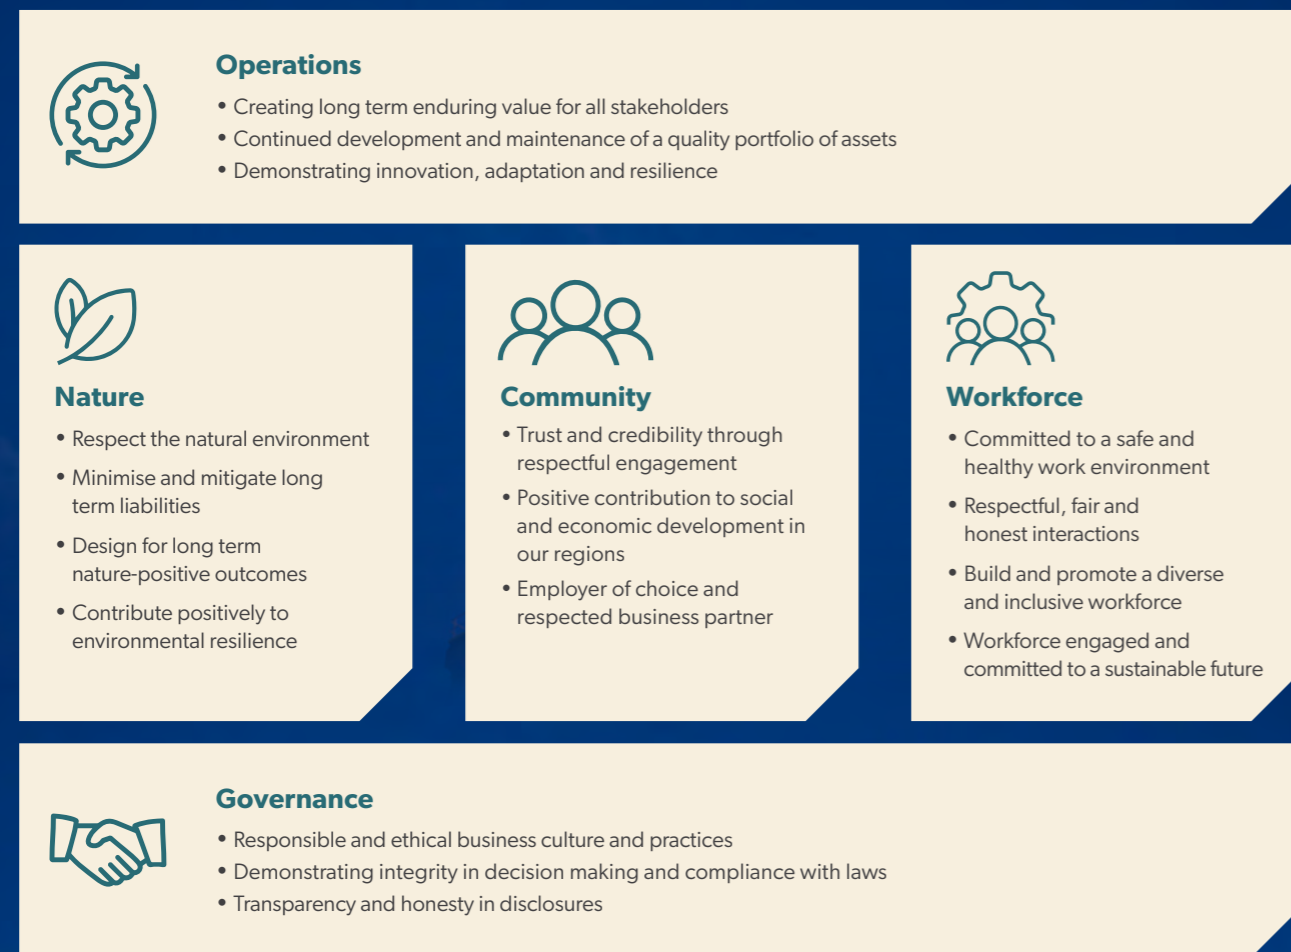 Operations
• Creating long term enduring value for all stakeholders
• Continued development and maintenance of a quality portfolio of assets
• Demonstrating innovation, adaptation and resilience
Nature
• Respect the natural environment
• Minimise and mitigate long
term liabilities
• Design for long term
nature-positive outcomes
• Contribute positively to
environmental resilience
Community
• Trust and credibility through
respectful engagement
• Positive contribution to social
and economic development in
our regions
• Employer of choice and
respected business partner
Workforce
• Committed to a safe and
healthy work environment
• Respectful, fair and
honest interactions
• Build and promote a diverse
and inclusive workforce
• Workforce engaged and
committed to a sustainable future
Governance
• Responsible and ethical business culture and practices
• Demonstrating integrity in decision making and compliance with laws
• Transparency and honesty in disclosures